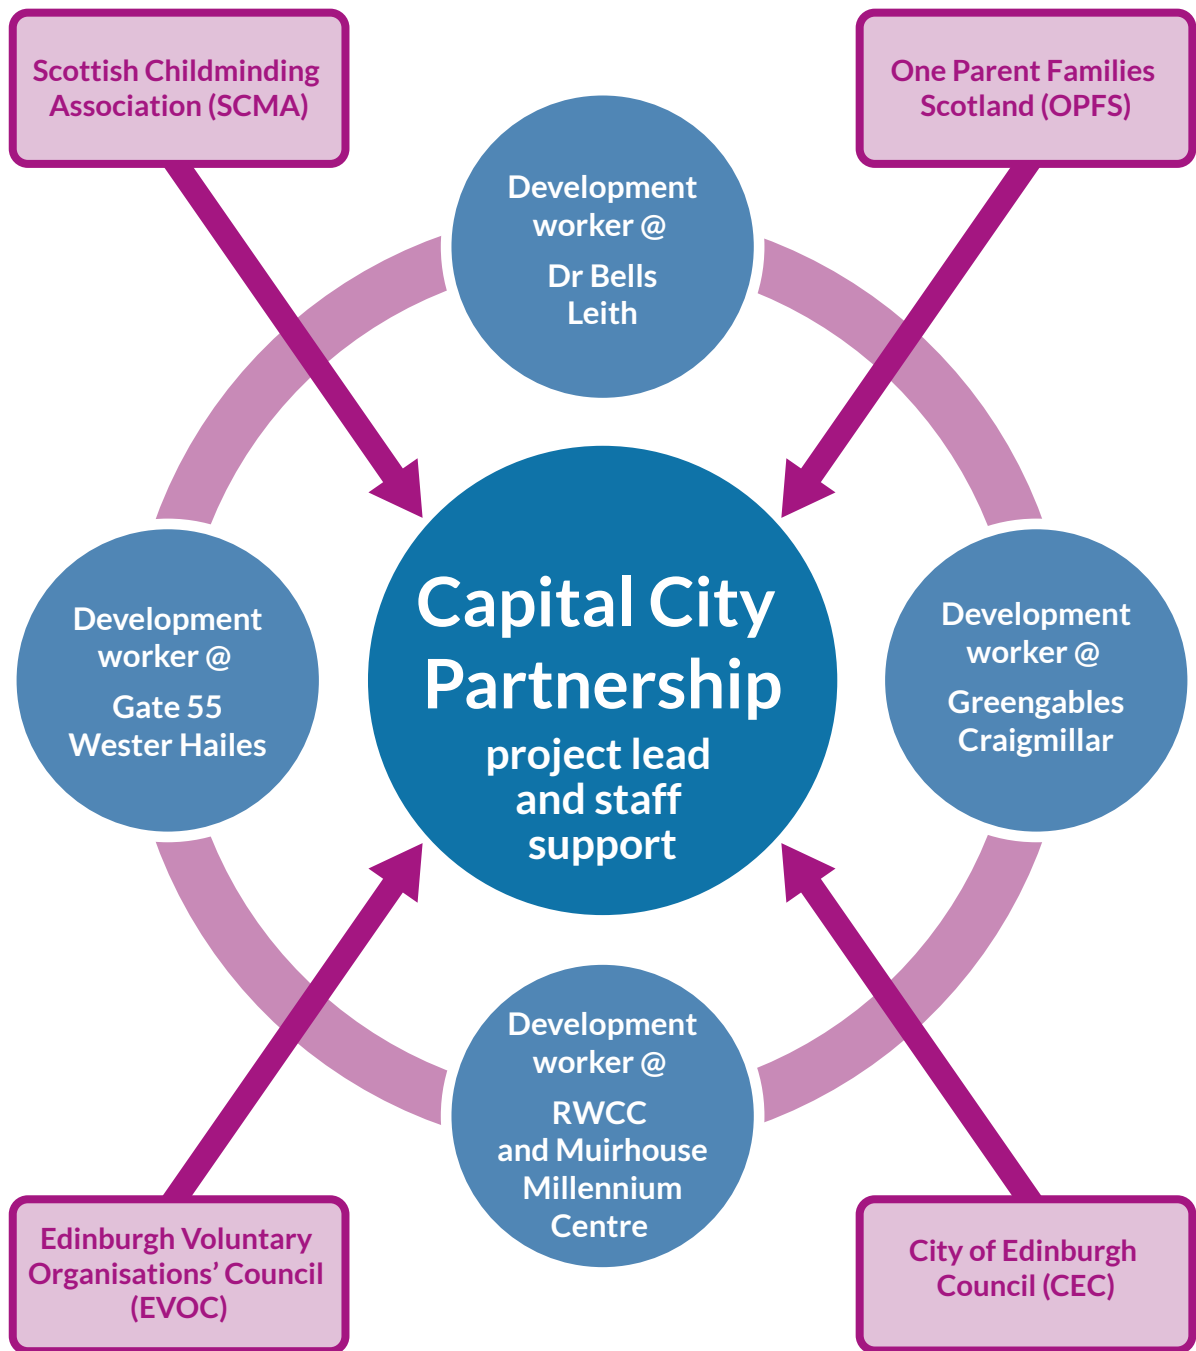 Scottish Childminding
Association (SCMA)
One Parent Families
Scotland (OPFS)
Development
worker @
Dr Bells
Leith
Development
worker @
Gate 55
Wester Hailes
Capital City
Partnership
project lead
and staff
support
Development
worker @
Greengables
Craigmillar
Development
worker @
RWCC
and Muirhouse
Millennium
Centre
Edinburgh Voluntary
Organisations’ Council
(EVOC)
City of Edinburgh
Council (CEC)